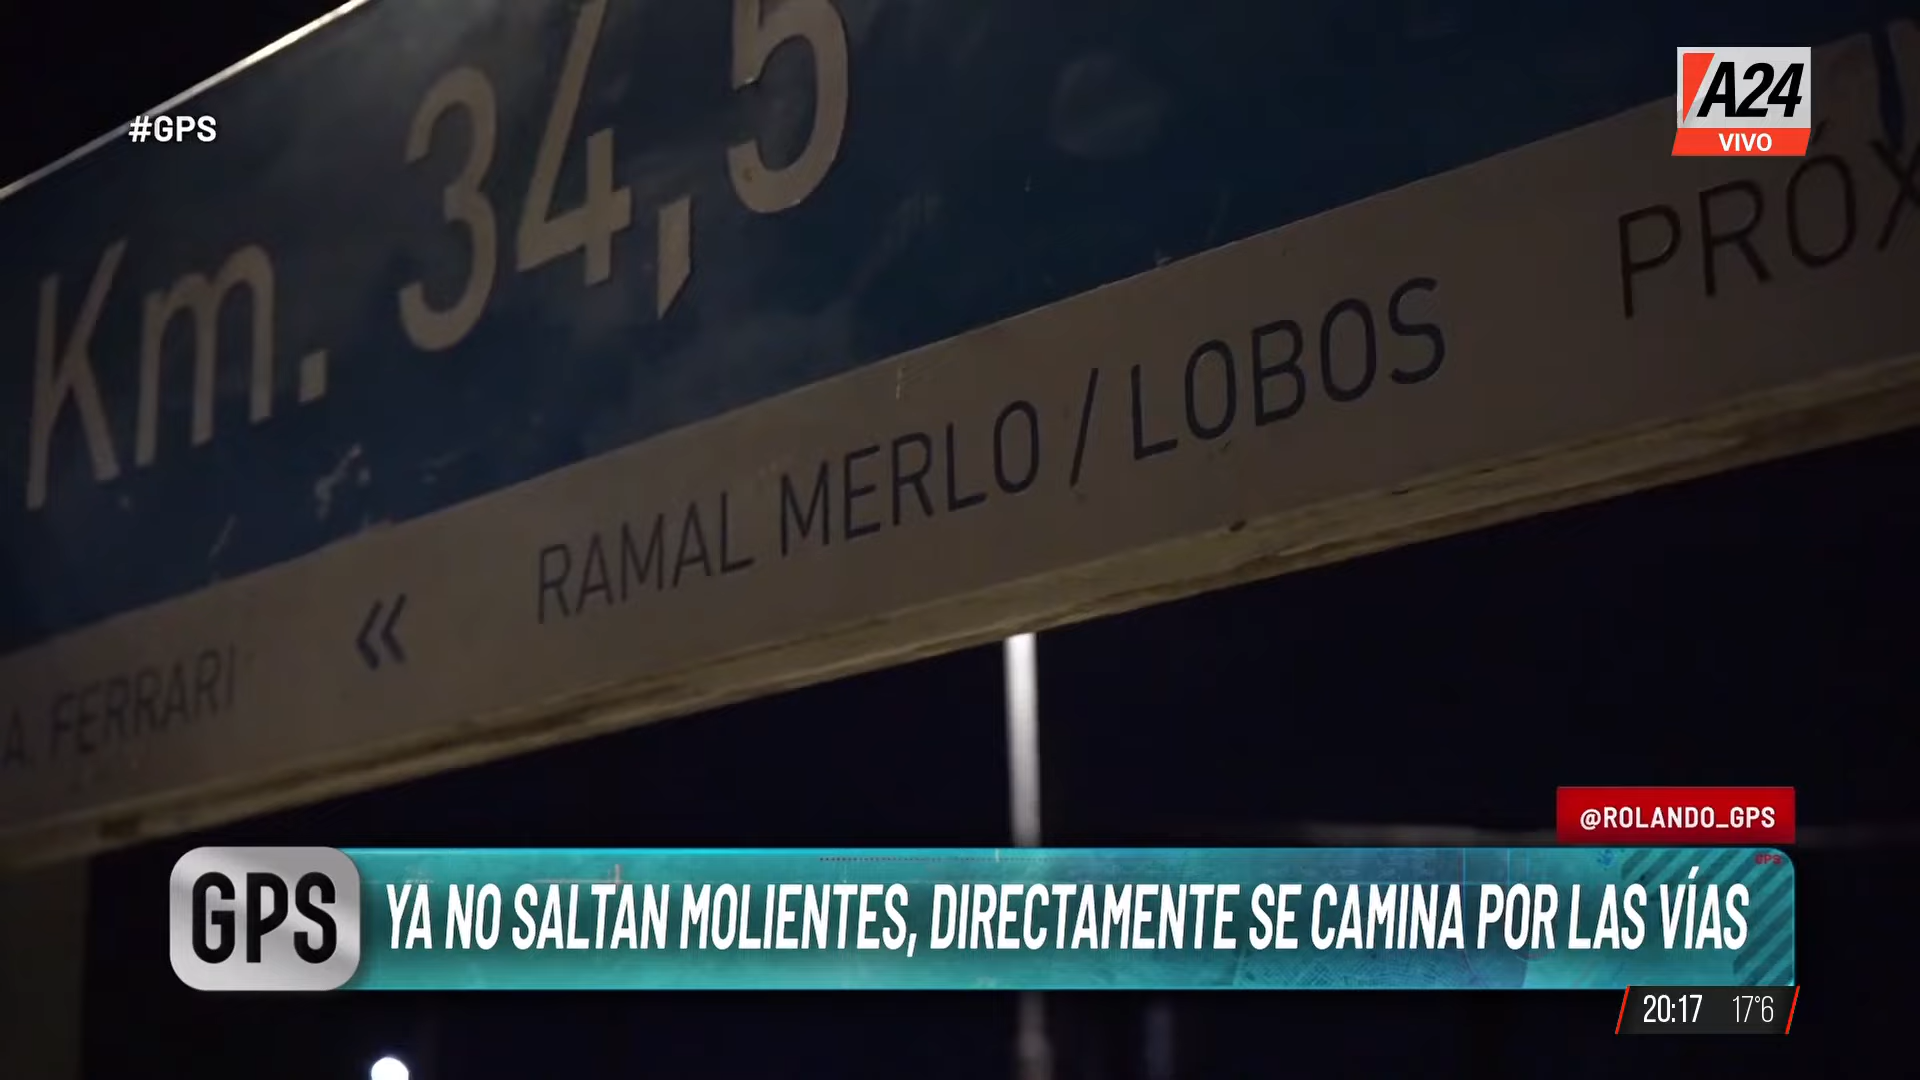 #GPS
A24
VIVO
Km. 34,5
A. FERRARI « RAMAL MERLO / LOBOS PRÓX
@ROLANDO_GPS
GPS
GPS YA NO SALTAN MOLIENTES, DIRECTAMENTE SE CAMINA POR LAS VÍAS
20:17 17°6